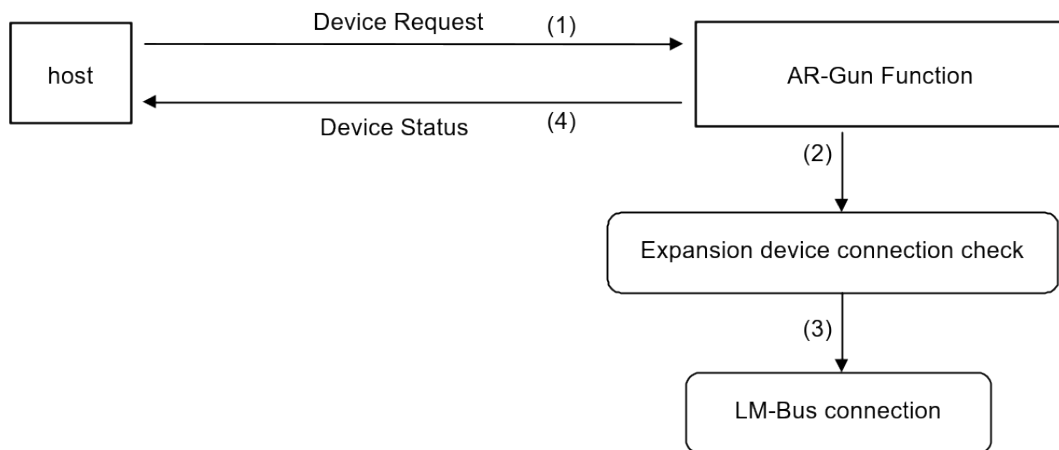 Device Request (1)
host
AR-Gun Function
Device Status (4)
(2)
Expansion device connection check
(3)
LM-Bus connection